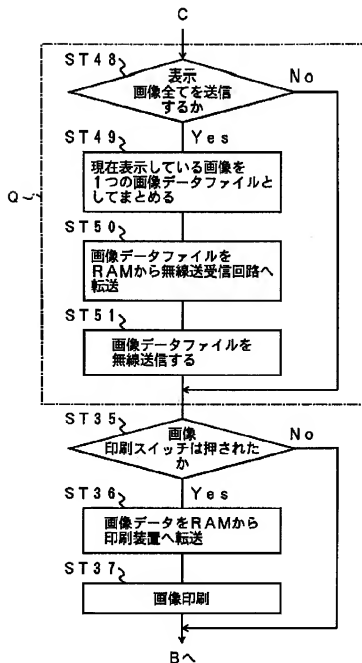 C
ST48
表示
画像全てを送信
するか
No
ST49
Yes
現在表示している画像を
1つの画像データファイルと
してまとめる
Q
ST50
画像データファイルを
RAMから無線送受信回路へ
転送
ST51
画像データファイルを
無線送信する
ST35
画像
印刷スイッチは押された
か
No
ST36
Yes
画像データをRAMから
印刷装置へ転送
ST37
画像印刷
Bへ